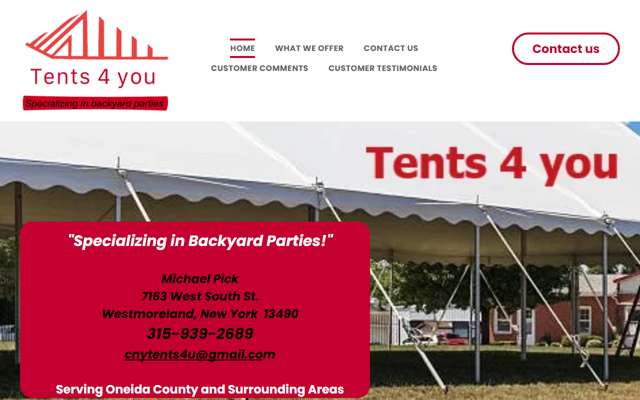 Tents 4 you
Specializing in backyard parties
HOME WHAT WE OFFER CONTACT US
CUSTOMER COMMENTS CUSTOMER TESTIMONIALS
Contact us
Tents 4 you
"Specializing in Backyard Parties!"
Michael Pick
7163 West South St.
Westmoreland, New York 13490
315-939-2689
cnytents4u@gmail.com
Serving Oneida County and Surrounding Areas